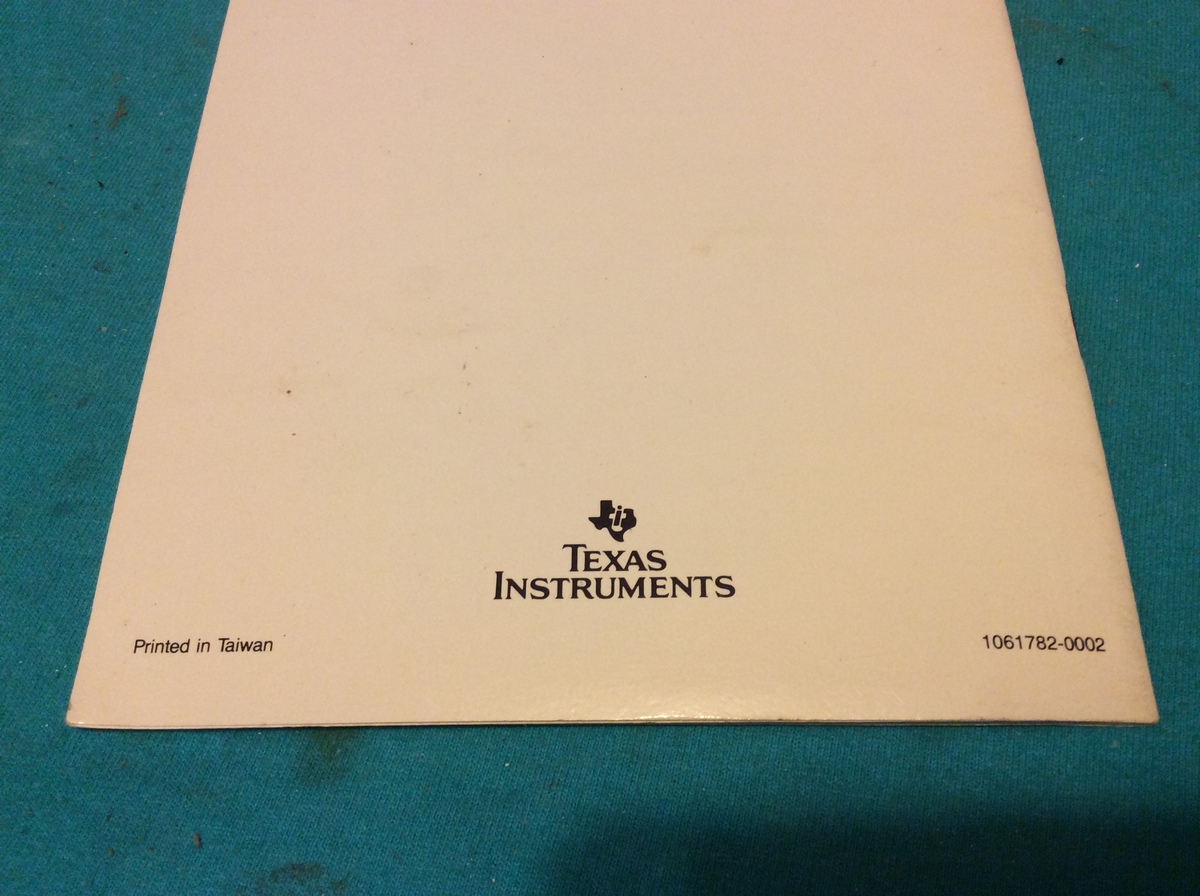 TEXAS
INSTRUMENTS
Printed in Taiwan
1061782-0002